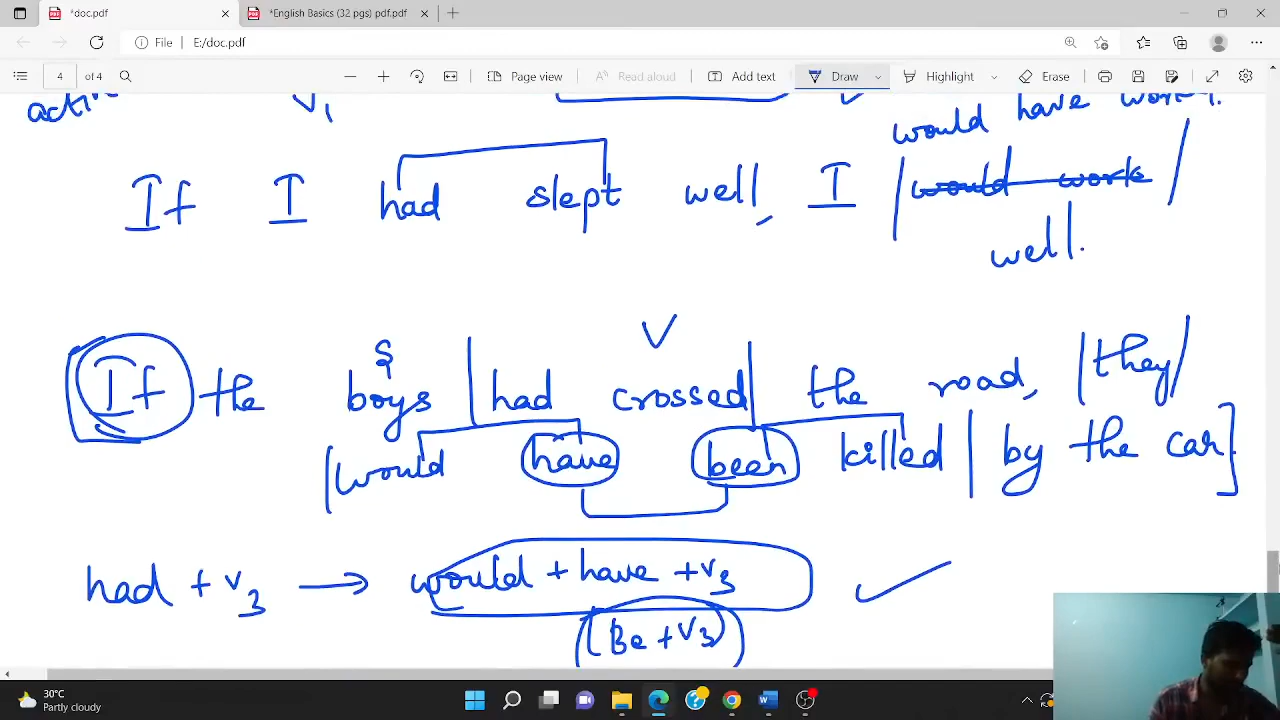 *doc.pdf
*English Basics (32 pgs) pdf.pdf
File
E:/doc.pdf
4 of 4
Page view
Read aloud
Add text
Draw
Highlight
Erase
V1
would have
If I had slept well, I would work
well.
S
V
If the boys had crossed the road, they
would have been killed by the car
had + V3 → would + have + V3
(Be + V3)
30°C
Partly cloudy